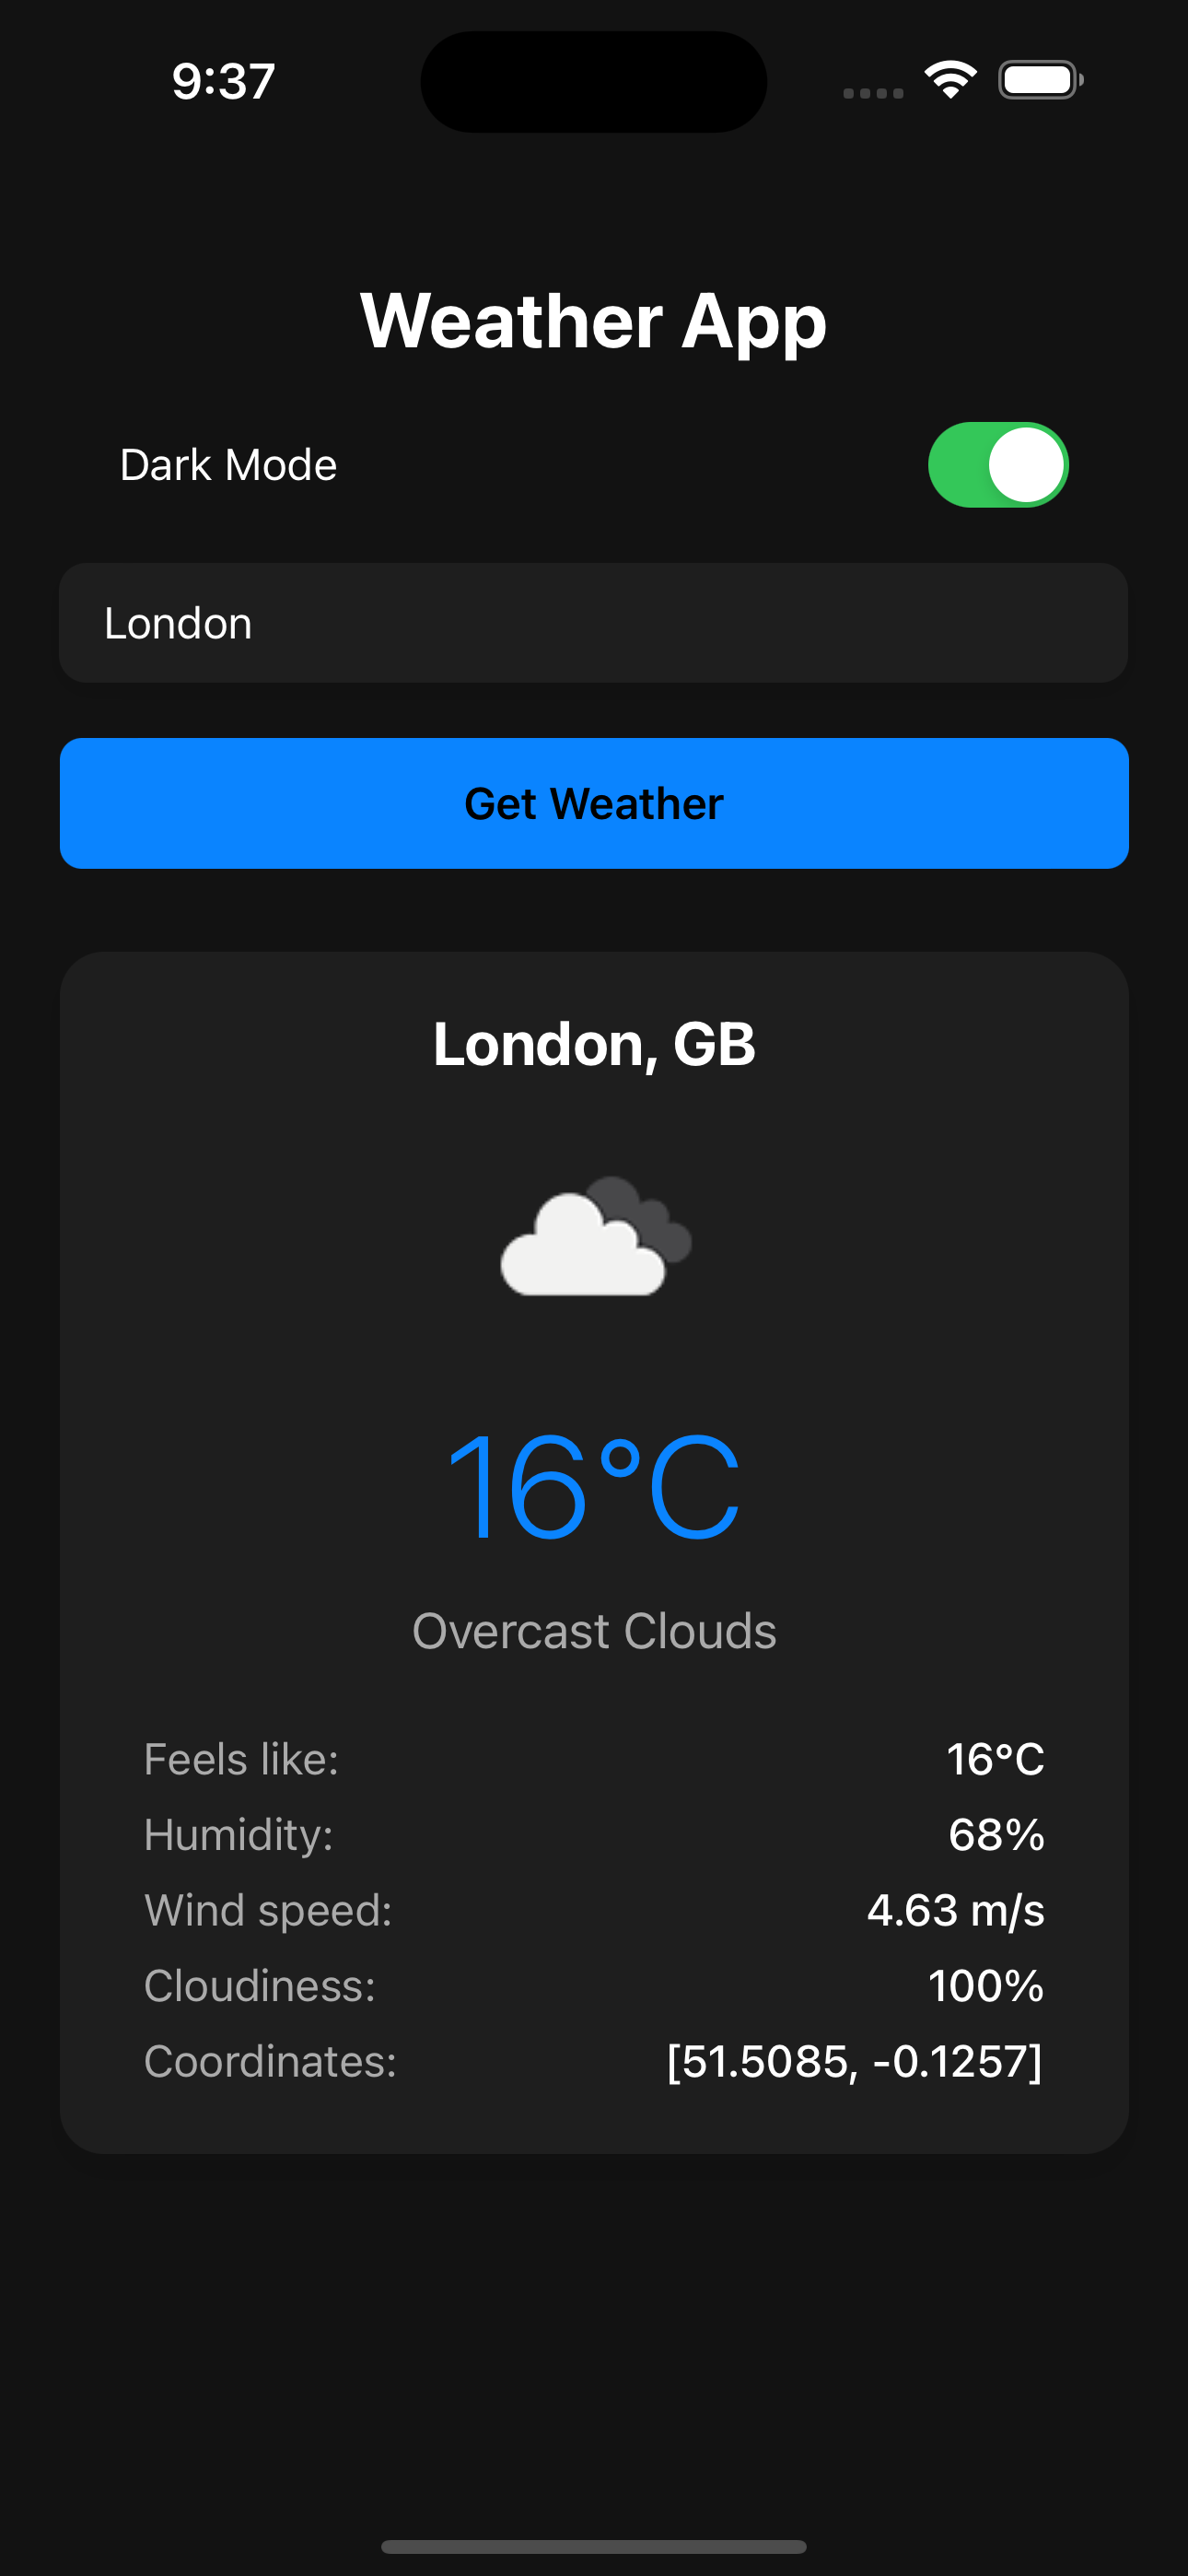 9:37
Weather App
Dark Mode
London
Get Weather
London, GB
16°C
Overcast Clouds
Feels like: 16°C
Humidity: 68%
Wind speed: 4.63 m/s
Cloudiness: 100%
Coordinates: [51.5085, -0.1257]